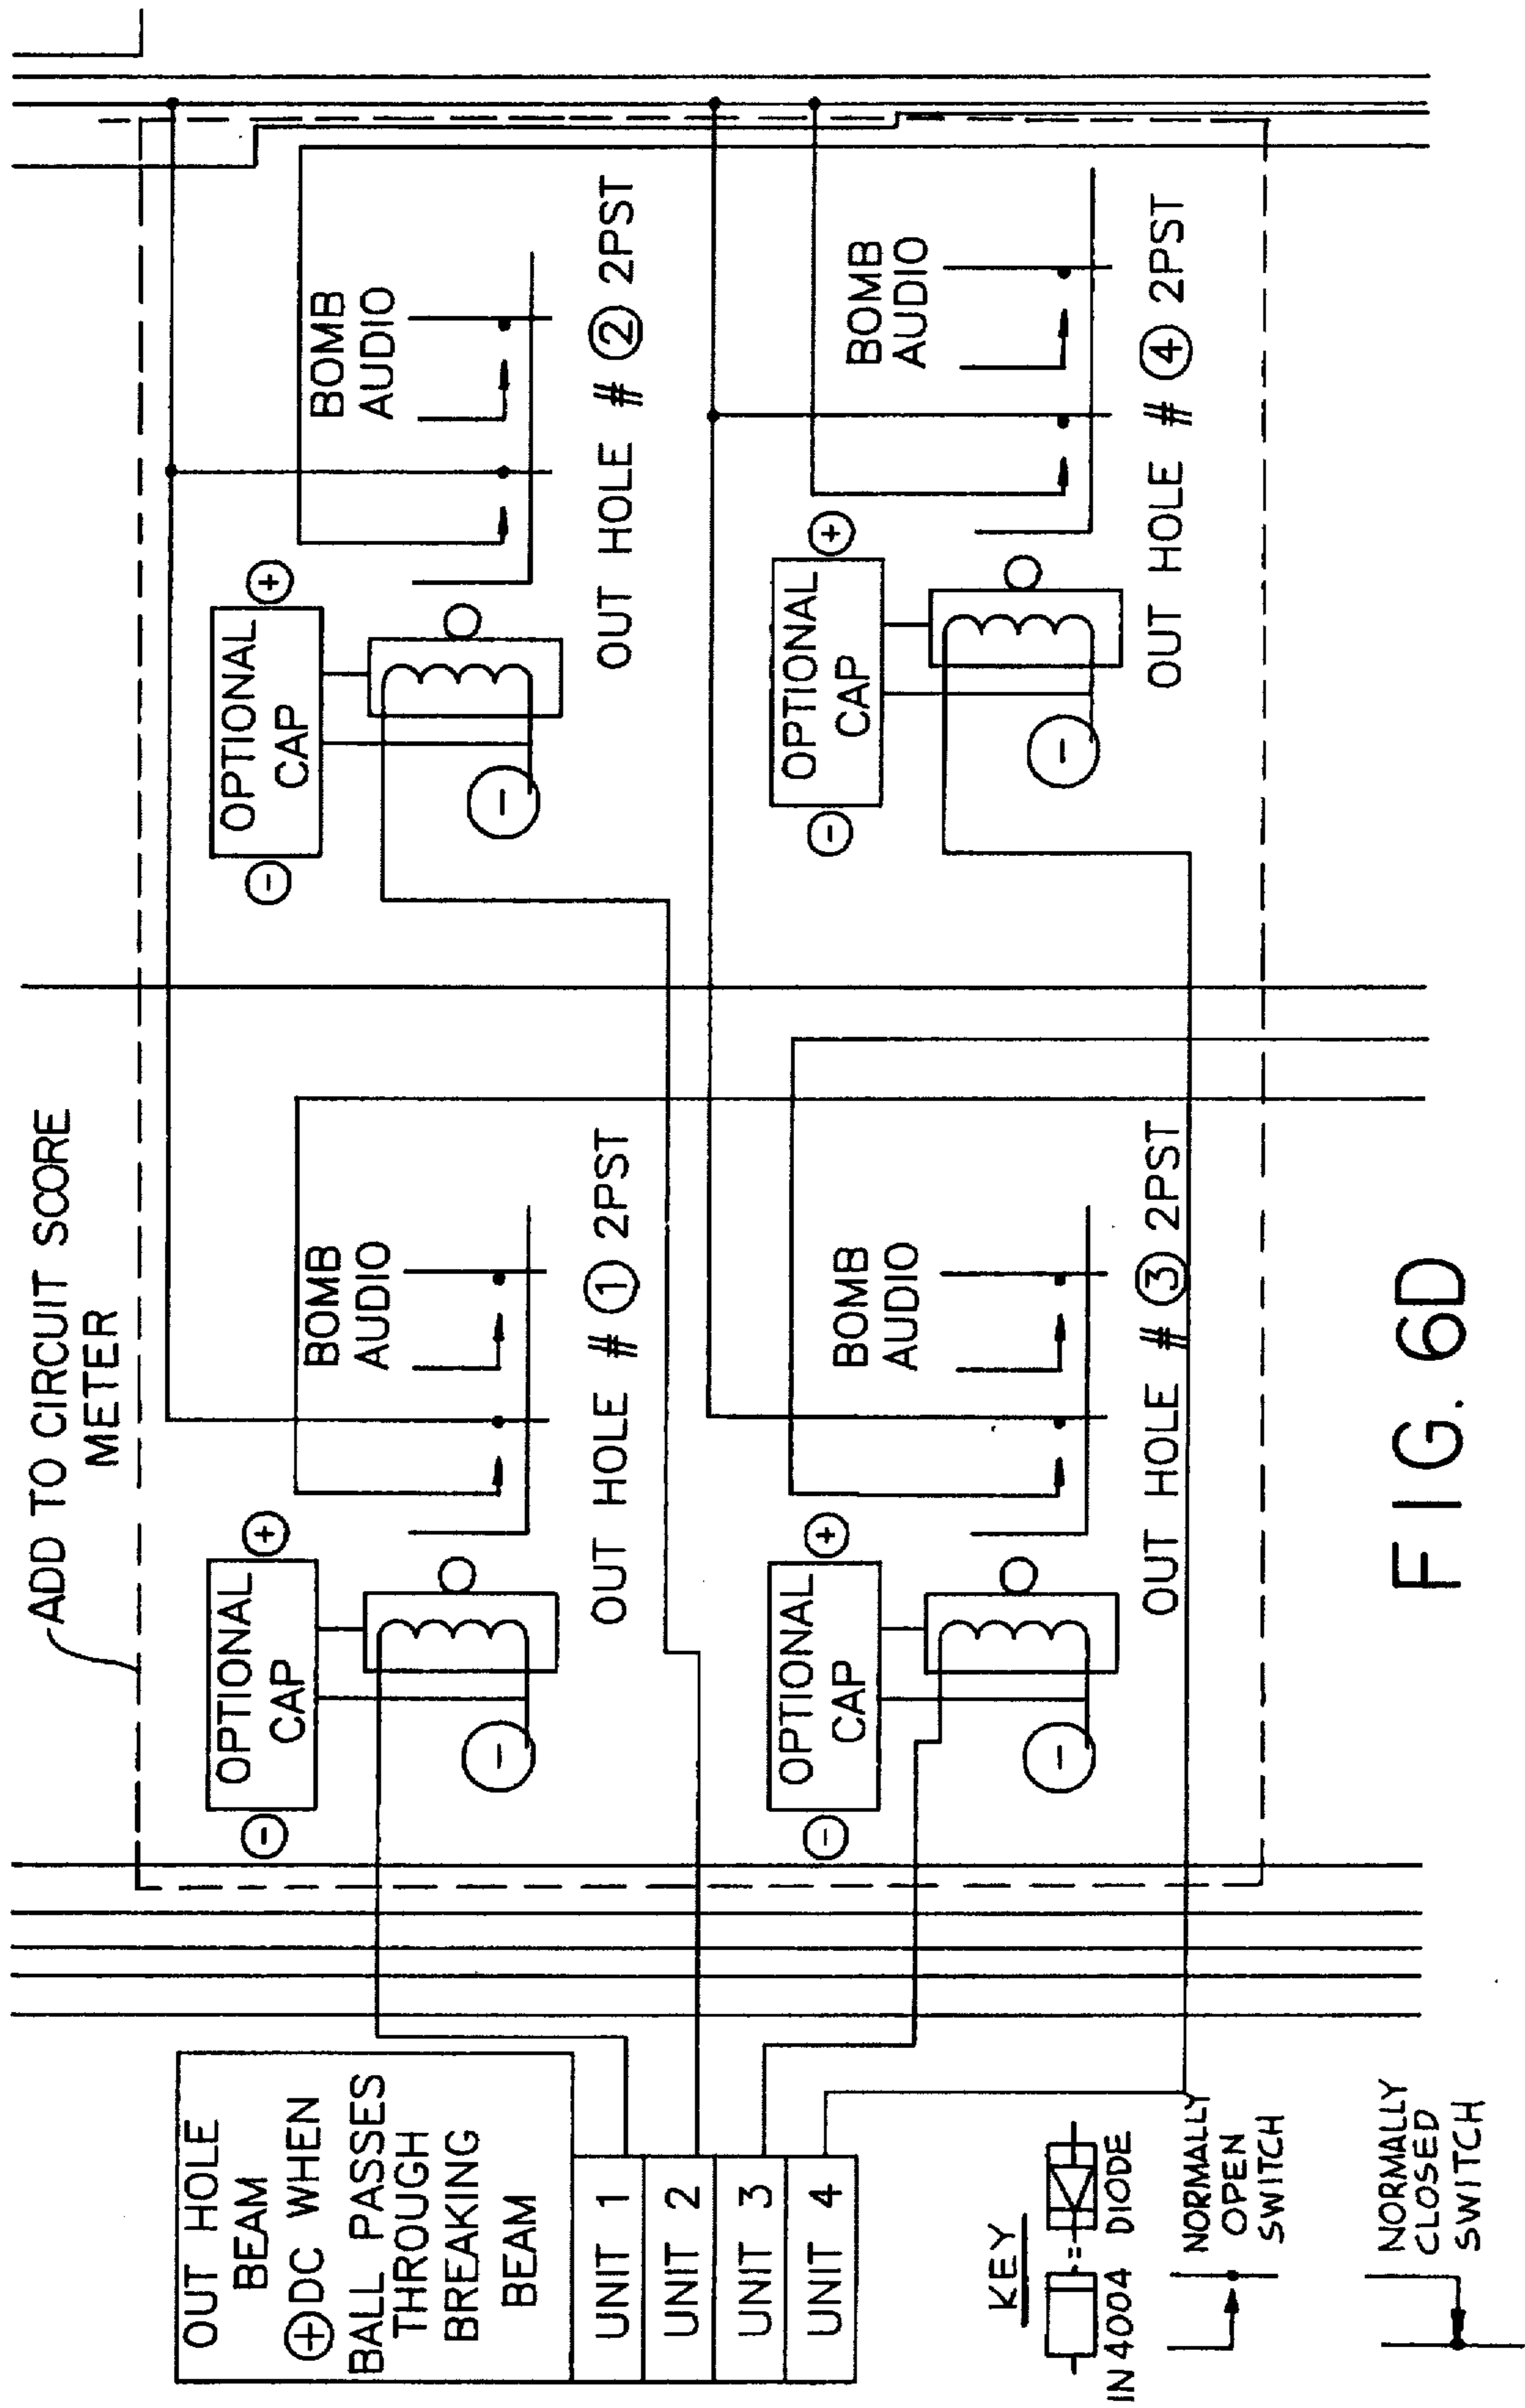 ADD TO CIRCUIT SCORE
METER
OPTIONAL
CAP
- +
BOMB
AUDIO
OUT HOLE # 1 2PST
OPTIONAL
CAP
- +
BOMB
AUDIO
OUT HOLE # 2 2PST
OPTIONAL
CAP
- +
BOMB
AUDIO
OUT HOLE # 3 2PST
OPTIONAL
CAP
- +
BOMB
AUDIO
OUT HOLE # 4 2PST
OUT HOLE
BEAM
+DC WHEN
BALL PASSES
THROUGH
BREAKING
BEAM
UNIT 1
UNIT 2
UNIT 3
UNIT 4
KEY
IN4004 DIODE
NORMALLY
OPEN
SWITCH
NORMALLY
CLOSED
SWITCH
FIG. 6D